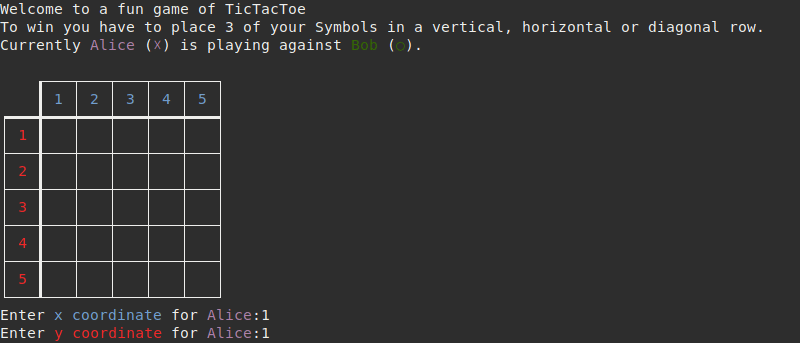 Welcome to a fun game of TicTacToe
To win you have to place 3 of your Symbols in a vertical, horizontal or diagonal row.
Currently Alice (☓) is playing against Bob (○).
1 2 3 4 5
1
2
3
4
5
Enter x coordinate for Alice:1
Enter y coordinate for Alice:1